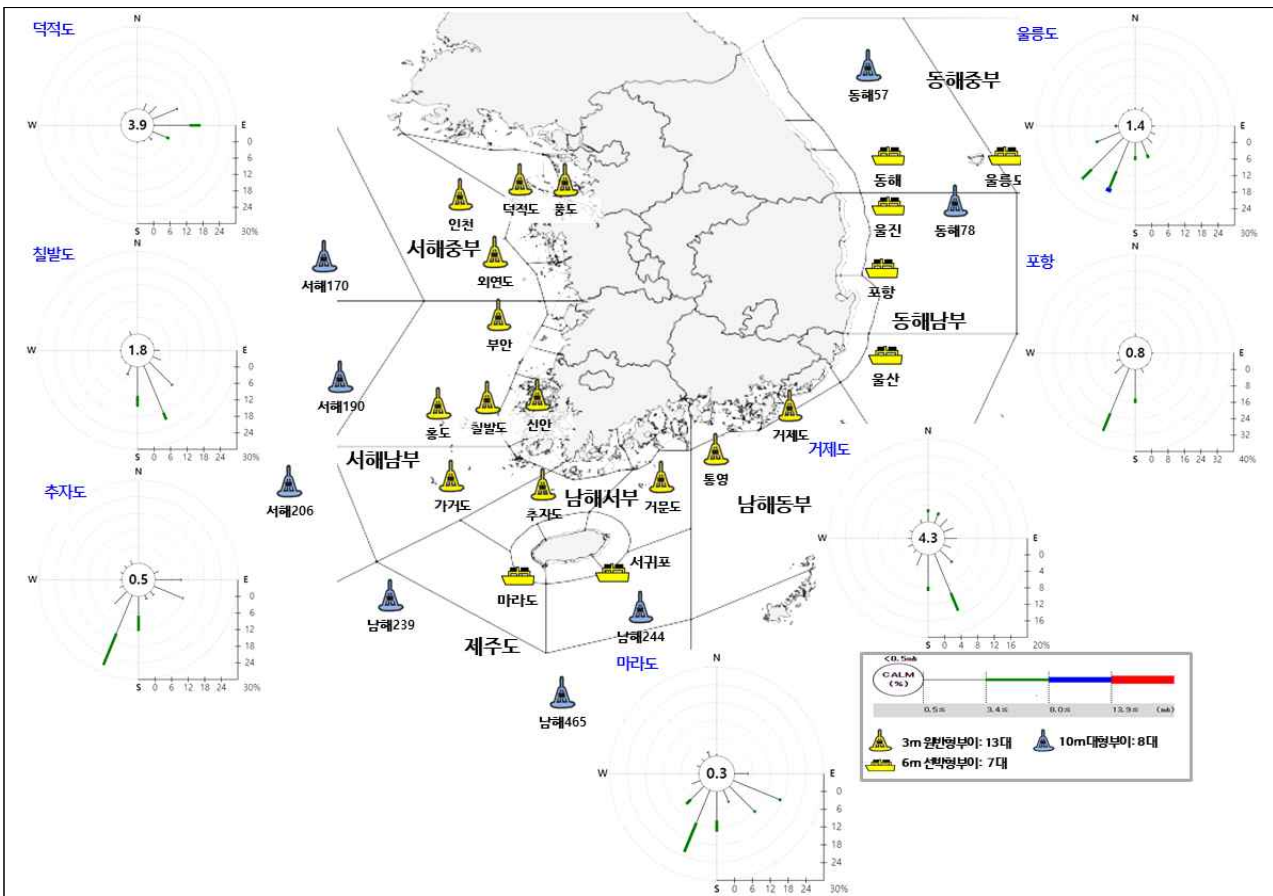 덕적도
N
W
E
3.9
0
6
12
18
24
S 0 6 12 18 24 30%
칠발도
N
W
E
1.8
0
6
12
18
24
S 0 6 12 18 24 30%
추자도
N
W
E
0.5
0
6
12
18
24
S 0 6 12 18 24 30%
울릉도
N
W
E
1.4
0
6
12
18
24
S 0 6 12 18 24 30%
포항
N
W
E
0.8
0
8
16
24
32
S 0 8 16 24 32 40%
거제도
N
W
E
4.3
0
4
8
12
16
S 0 4 8 12 16 20%
마라도
N
W
E
0.3
0
6
12
18
24
S 0 6 12 18 24 30%
동해57
동해중부
동해
울릉도
울진
동해78
포항
동해남부
울산
인천
덕적도
풍도
서해중부
외연도
서해170
부안
서해190
홍도
칠발도
신안
서해남부
서해206
가거도
추자도
남해서부
거문도
통영
거제도
남해동부
마라도
서귀포
남해239
제주도
남해244
남해465
<0.5㎧
CALM
(%)
0.5㎧ 3.4㎧ 8.0㎧ 13.9㎧ (㎧)
3m 원반형부이: 13대
10m 대형부이: 8대
6m 선박형부이: 7대